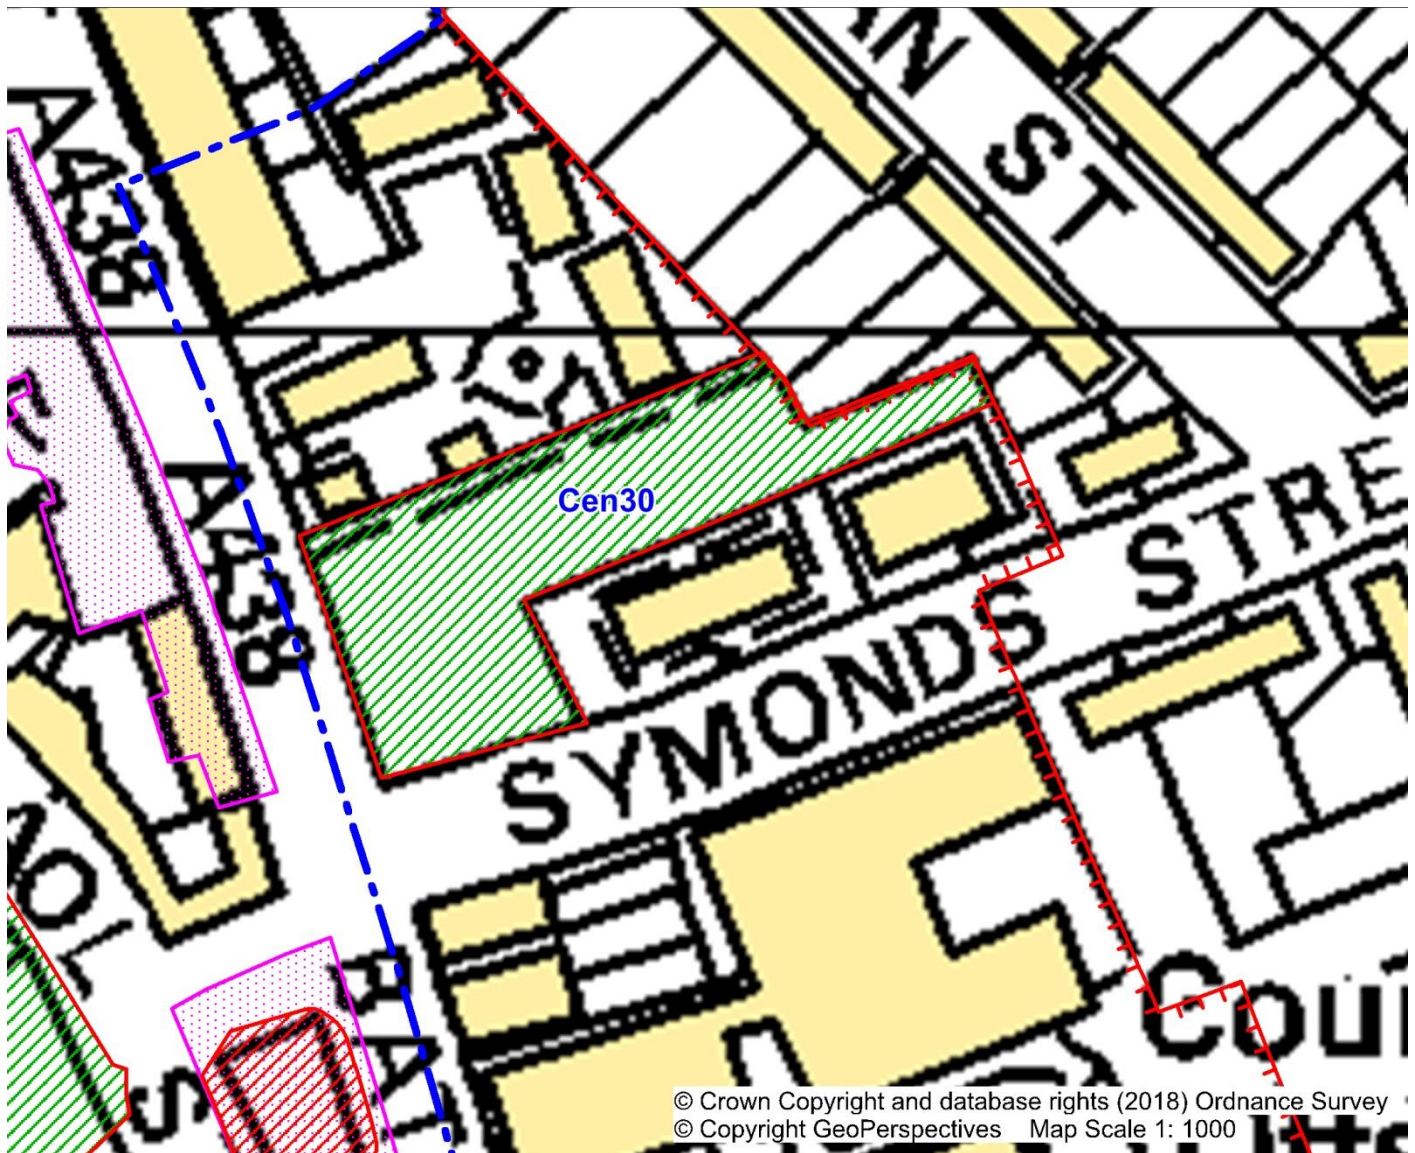 ST
A438
Cen30
A438
SYMONDS STRE
Cou
© Crown Copyright and database rights (2018) Ordnance Survey
© Copyright GeoPerspectives Map Scale 1: 1000